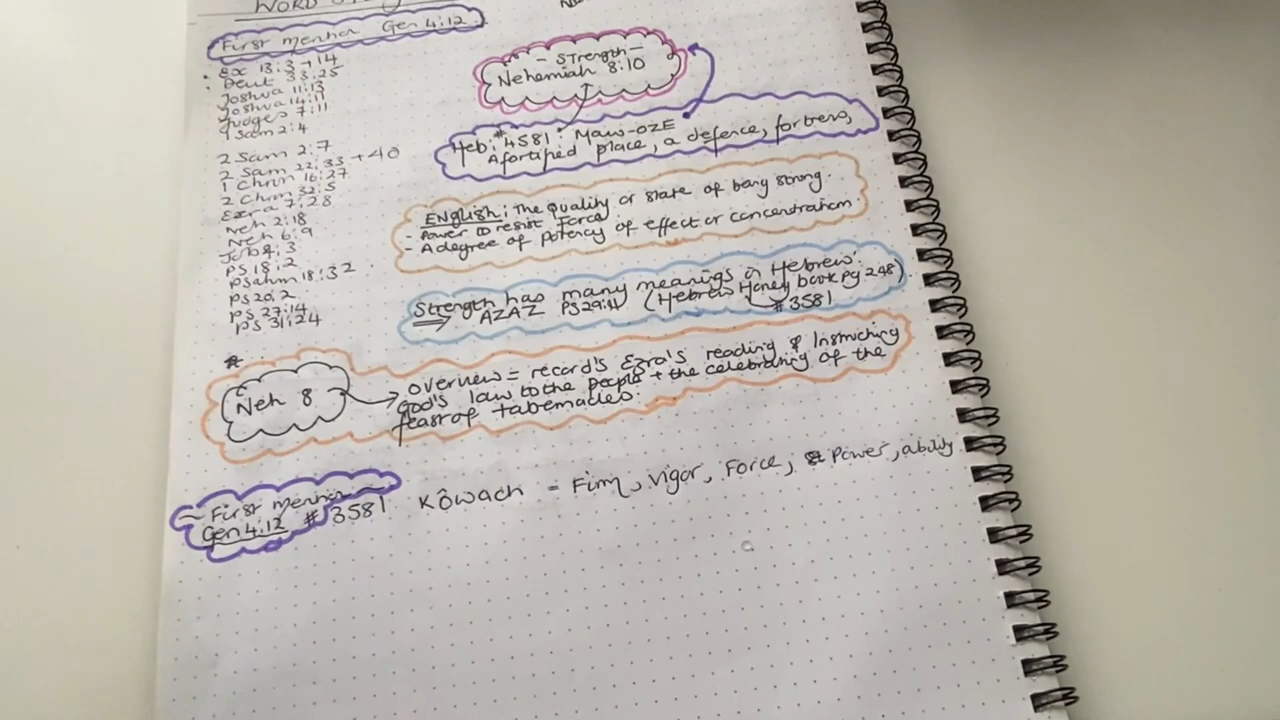 WORD
First mention Gen 4:12
Ex 13:3+14
Deut 33:25
Joshua 11:13
Joshua 14:11
Judges 7:11
1 Sam 2:4
2 Sam 2:7
2 Sam 22:33 +40
1 Chron 16:27
2 Chron 32:5
Ezra 7:28
Neh 2:18
Neh 6:9
Job 4:3
PS 18:2
Psahm 18:32
PS 20:2
PS 27:14
PS 31:24
- Strength -
Nehemiah 8:10
Heb: #4581: Maw-OZE
A fortified place, a defence, fortress,
English: The quality or state of being strong.
- Power to resist Force
- A degree of potency of effect or concentration.
Strength has many meanings in Hebrew.
AZAZ PS 29:11 (Hebrew Honey book pg 248)
#3581
Neh 8
overview = record's Ezra's reading & Instructing
God's law to the people + the celebrating of the
feast of tabernacles.
- First mention -
Gen 4:12 # 3581 Kôwach = Firm, vigor, Force, Power, ability